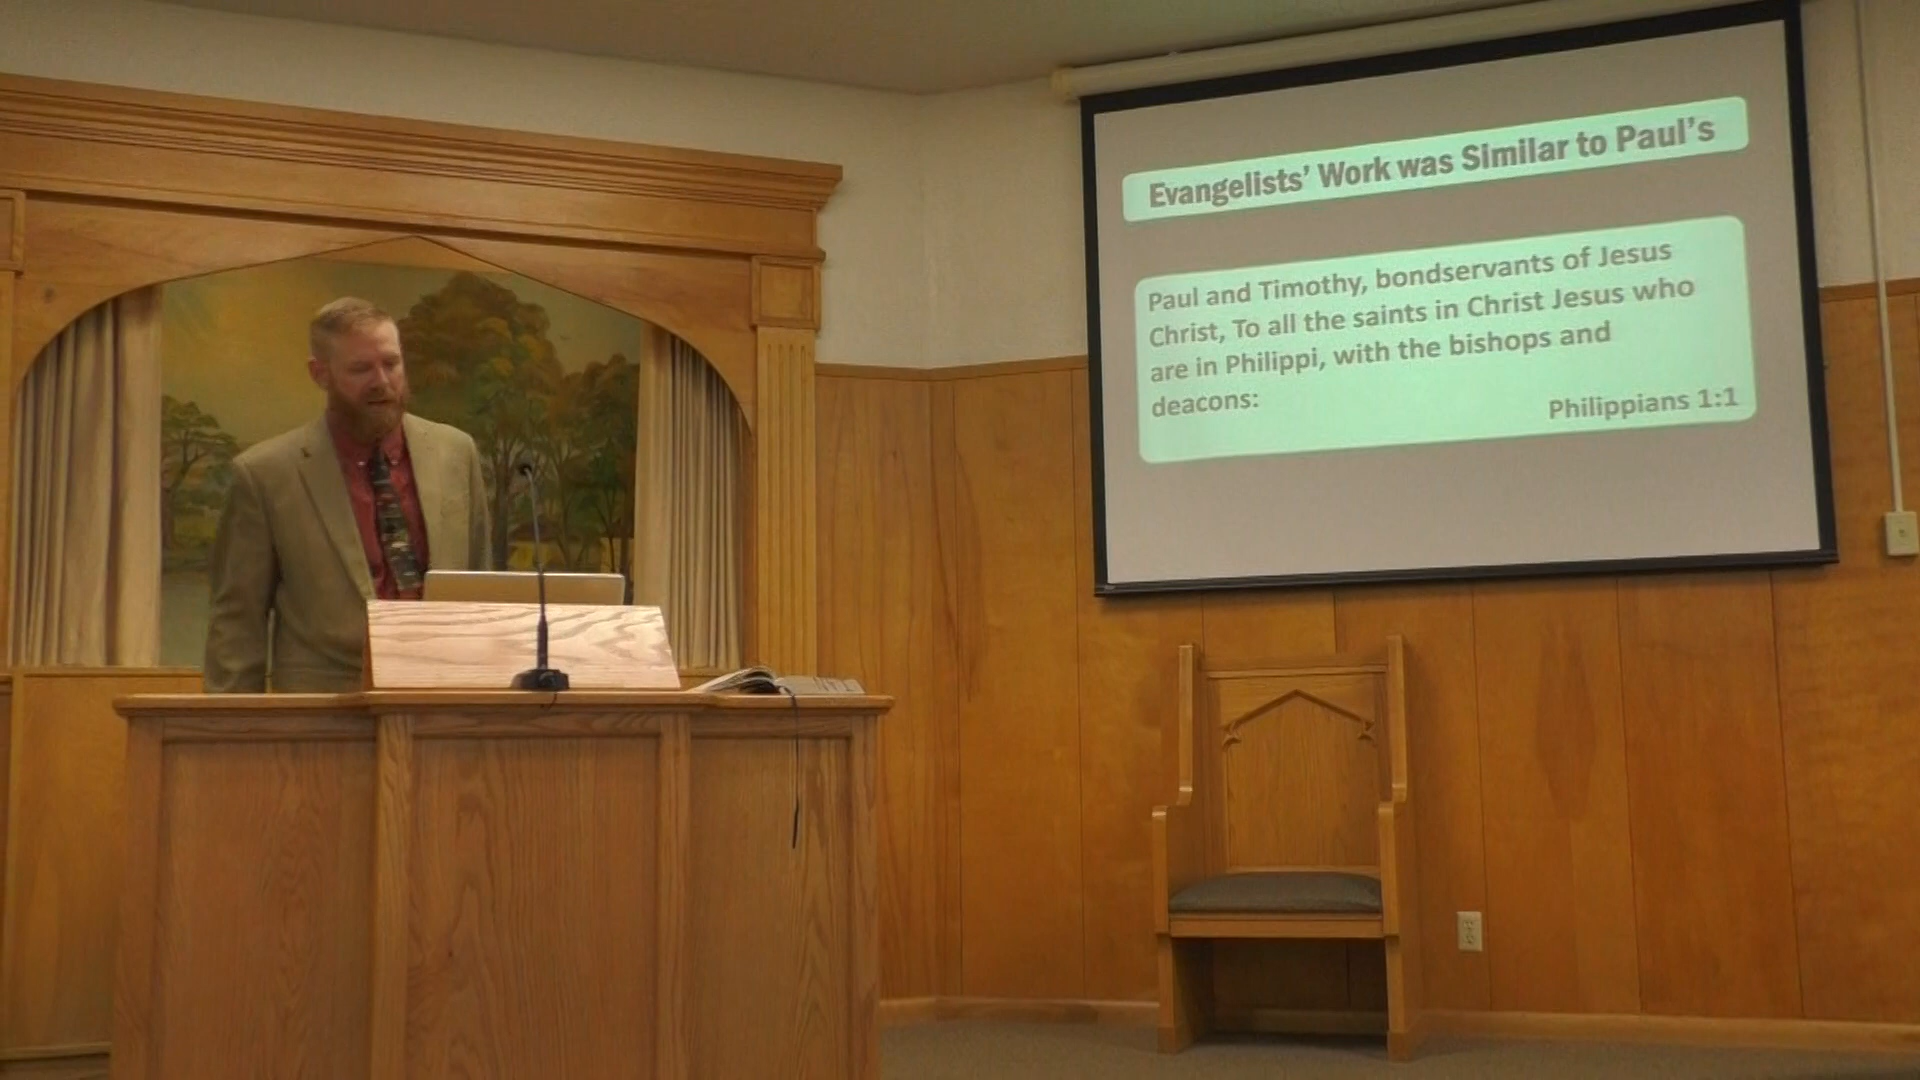 Evangelists’ Work was Similar to Paul’s
Paul and Timothy, bondservants of Jesus
Christ, To all the saints in Christ Jesus who
are in Philippi, with the bishops and
deacons:
Philippians 1:1